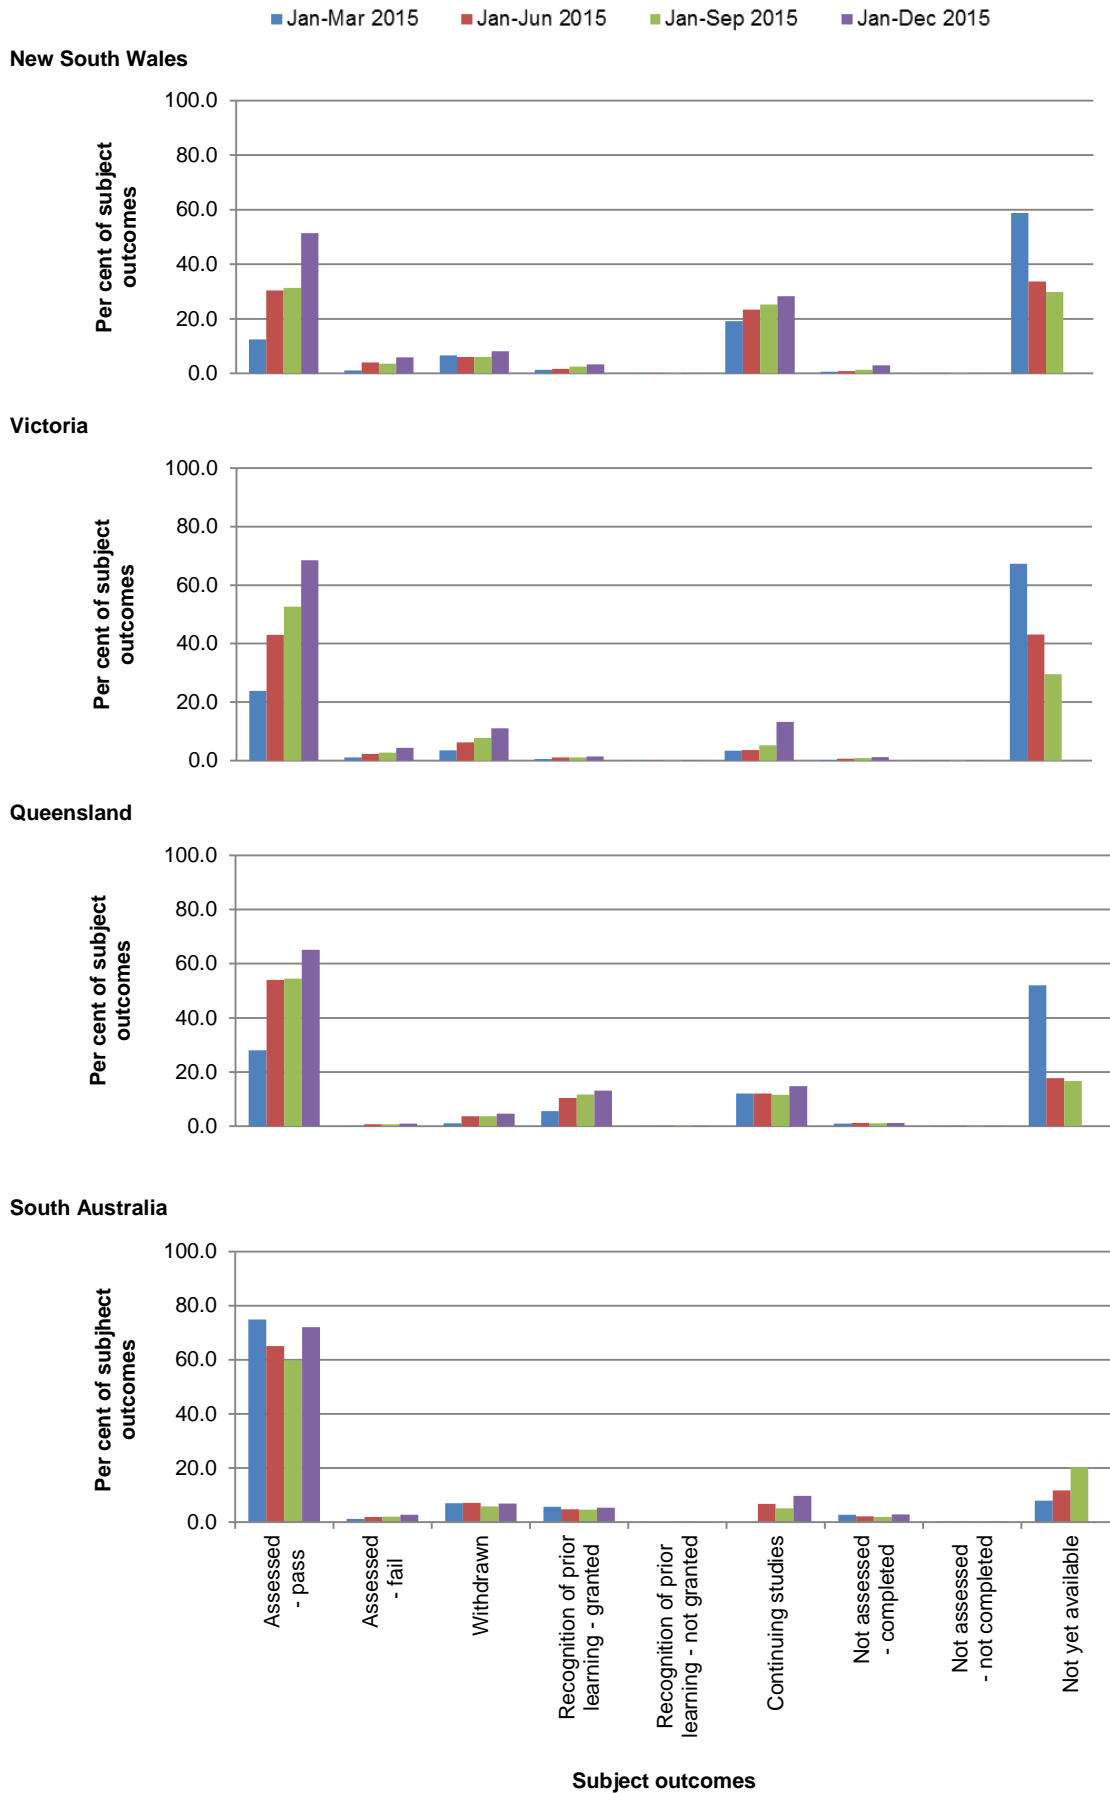 Jan-Mar 2015 Jan-Jun 2015 Jan-Sep 2015 Jan-Dec 2015
New South Wales
Per cent of subject
outcomes
100.0
80.0
60.0
40.0
20.0
0.0
Victoria
Per cent of subject
outcomes
100.0
80.0
60.0
40.0
20.0
0.0
Queensland
Per cent of subject
outcomes
100.0
80.0
60.0
40.0
20.0
0.0
South Australia
Per cent of subjhect
outcomes
100.0
80.0
60.0
40.0
20.0
0.0
Assessed
- pass
Assessed
- fail
Withdrawn
Recognition of prior
learning - granted
Recognition of prior
learning - not granted
Continuing studies
Not assessed
- completed
Not assessed
- not completed
Not yet available
Subject outcomes